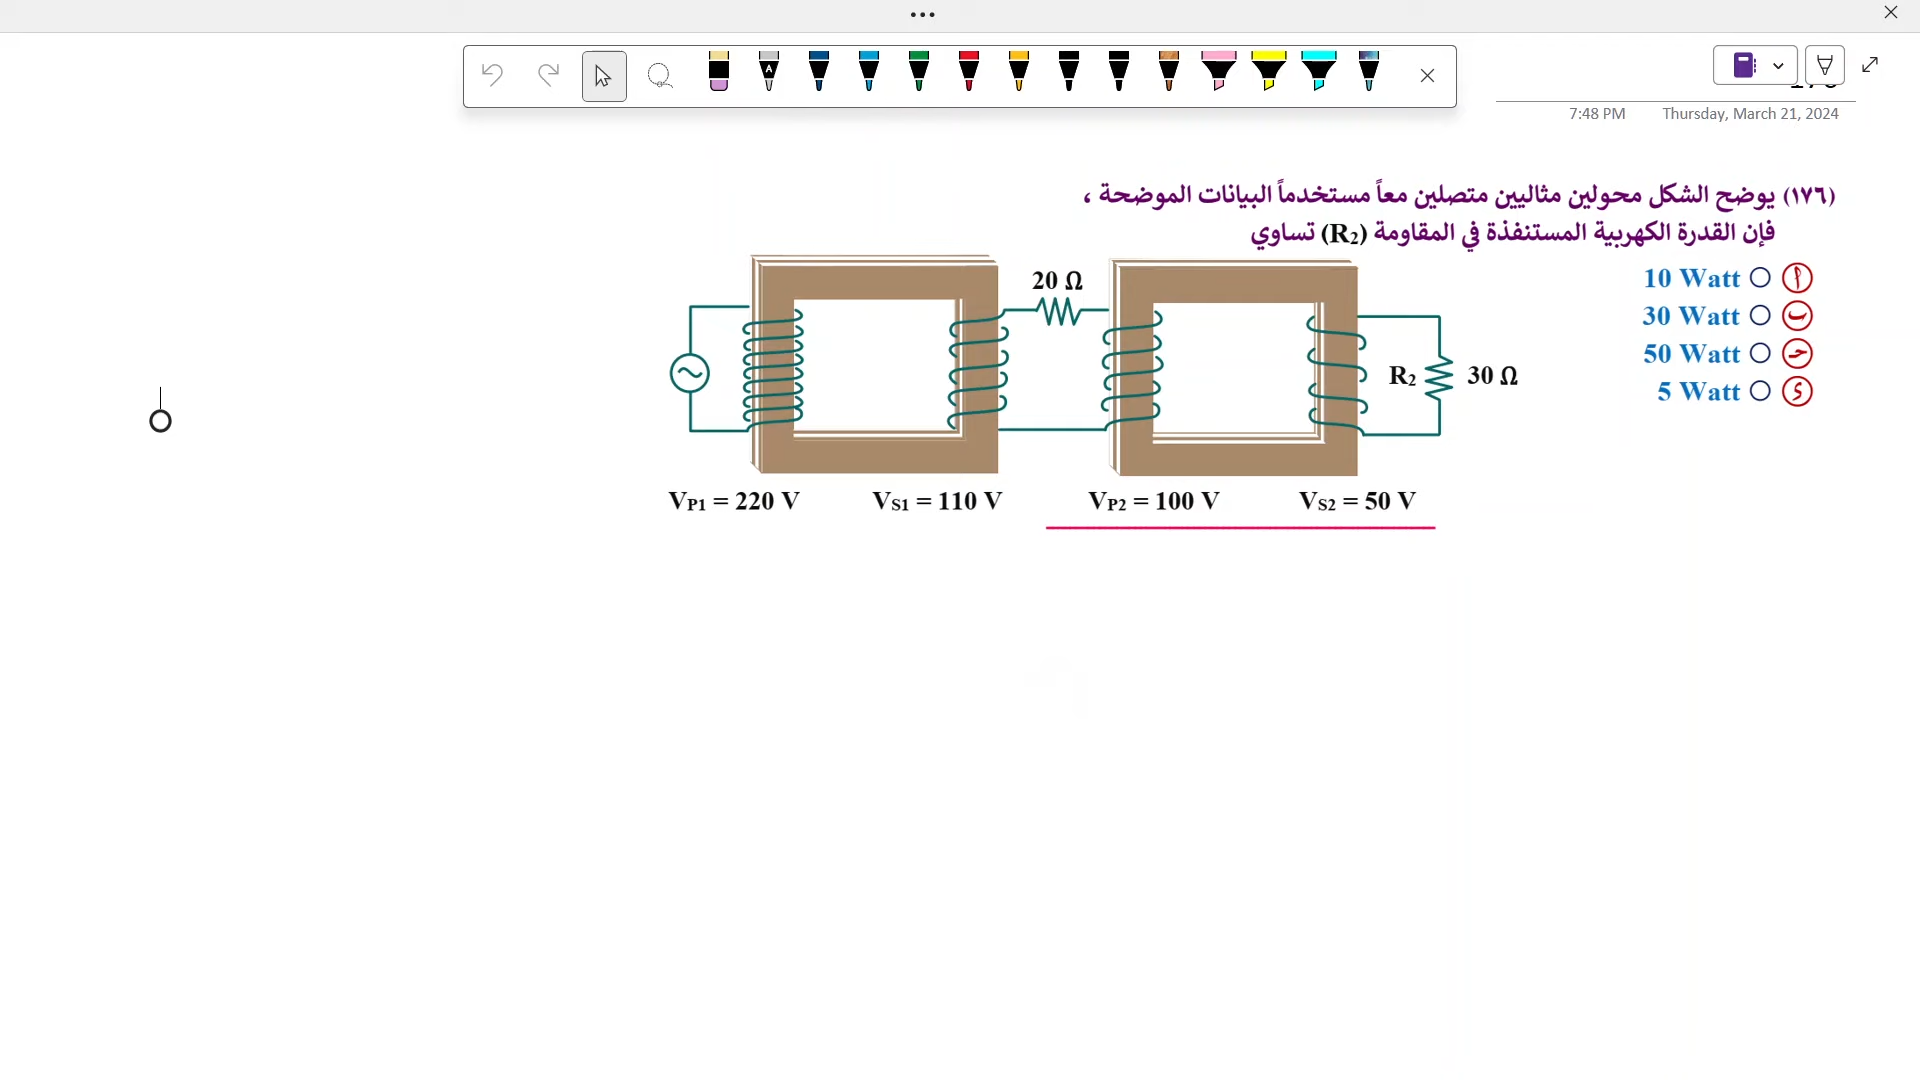 7:48 PM Thursday, March 21, 2024
(١٧٦) يوضح الشكل محولين مثاليين متصلين معاً مستخدماً البيانات الموضحة ،
فإن القدرة الكهربية المستنفذة في المقاومة (R2) تساوي
أ 10 Watt
ب 30 Watt
حـ 50 Watt
ى 5 Watt
20 Ω
R2 30 Ω
VP1 = 220 V VS1 = 110 V VP2 = 100 V VS2 = 50 V